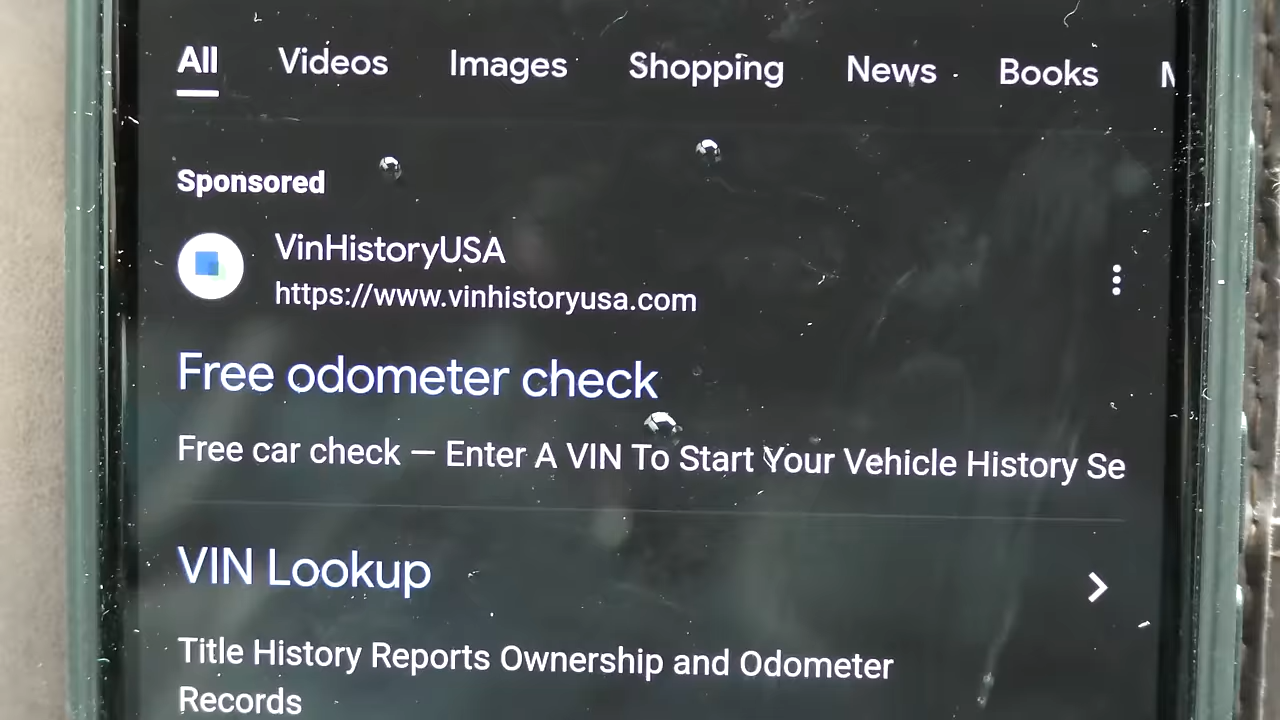 All Videos Images Shopping News Books
Sponsored
VinHistoryUSA
https://www.vinhistoryusa.com
Free odometer check
Free car check — Enter A VIN To Start Your Vehicle History Se
VIN Lookup
Title History Reports Ownership and Odometer
Records